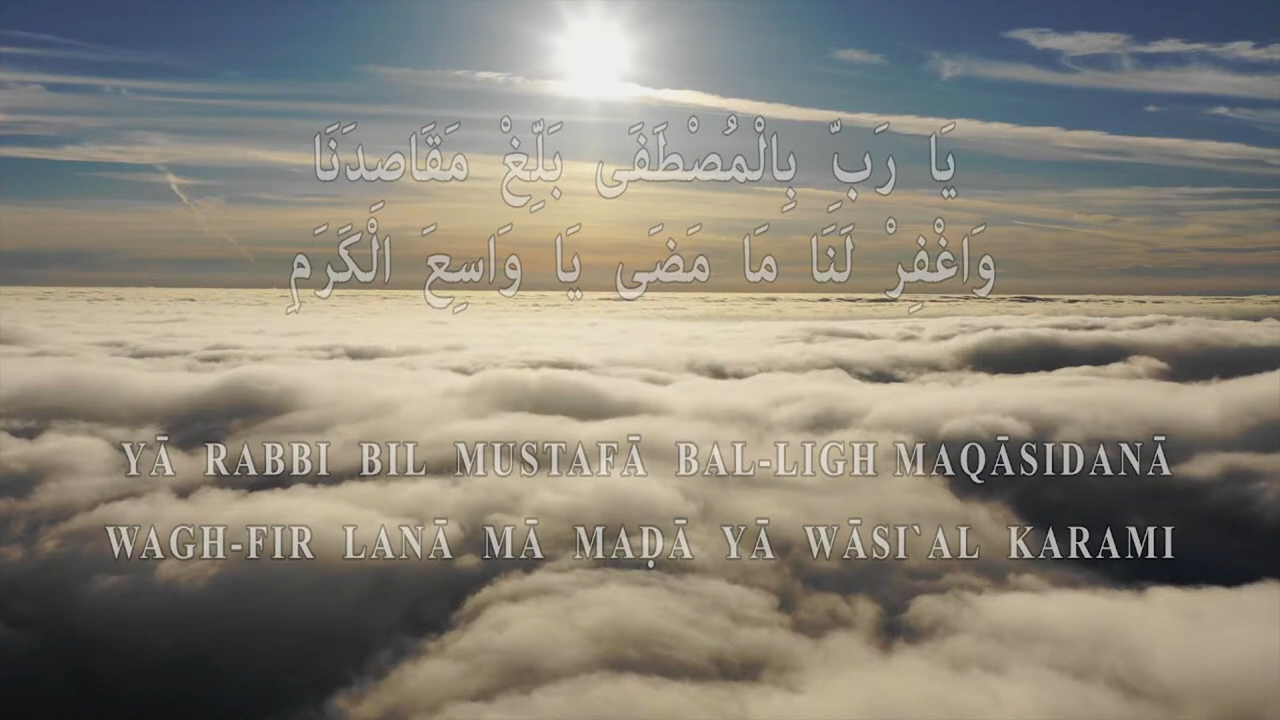 يَا رَبِّ بِالْمُصْطَفَى بَلِّغْ مَقَاصِدَنَا
وَاغْفِرْ لَنَا مَا مَضَى يَا وَاسِعَ الْكَرَمِ
YĀ RABBI BIL MUSTAFĀ BAL-LIGH MAQĀSIDANĀ
WAGH-FIR LANĀ MĀ MAḌĀ YĀ WĀSI`AL KARAMI